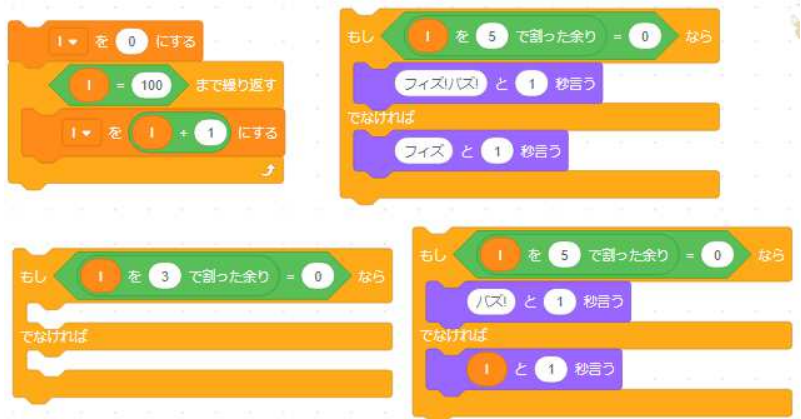 I を 0 にする
I = 100 まで繰り返す
I を I + 1 にする
もし I を 5 で割った余り = 0 なら
フィズ!バズ! と 1 秒言う
でなければ
フィズ と 1 秒言う
もし I を 3 で割った余り = 0 なら
でなければ
もし I を 5 で割った余り = 0 なら
バズ! と 1 秒言う
でなければ
I と 1 秒言う